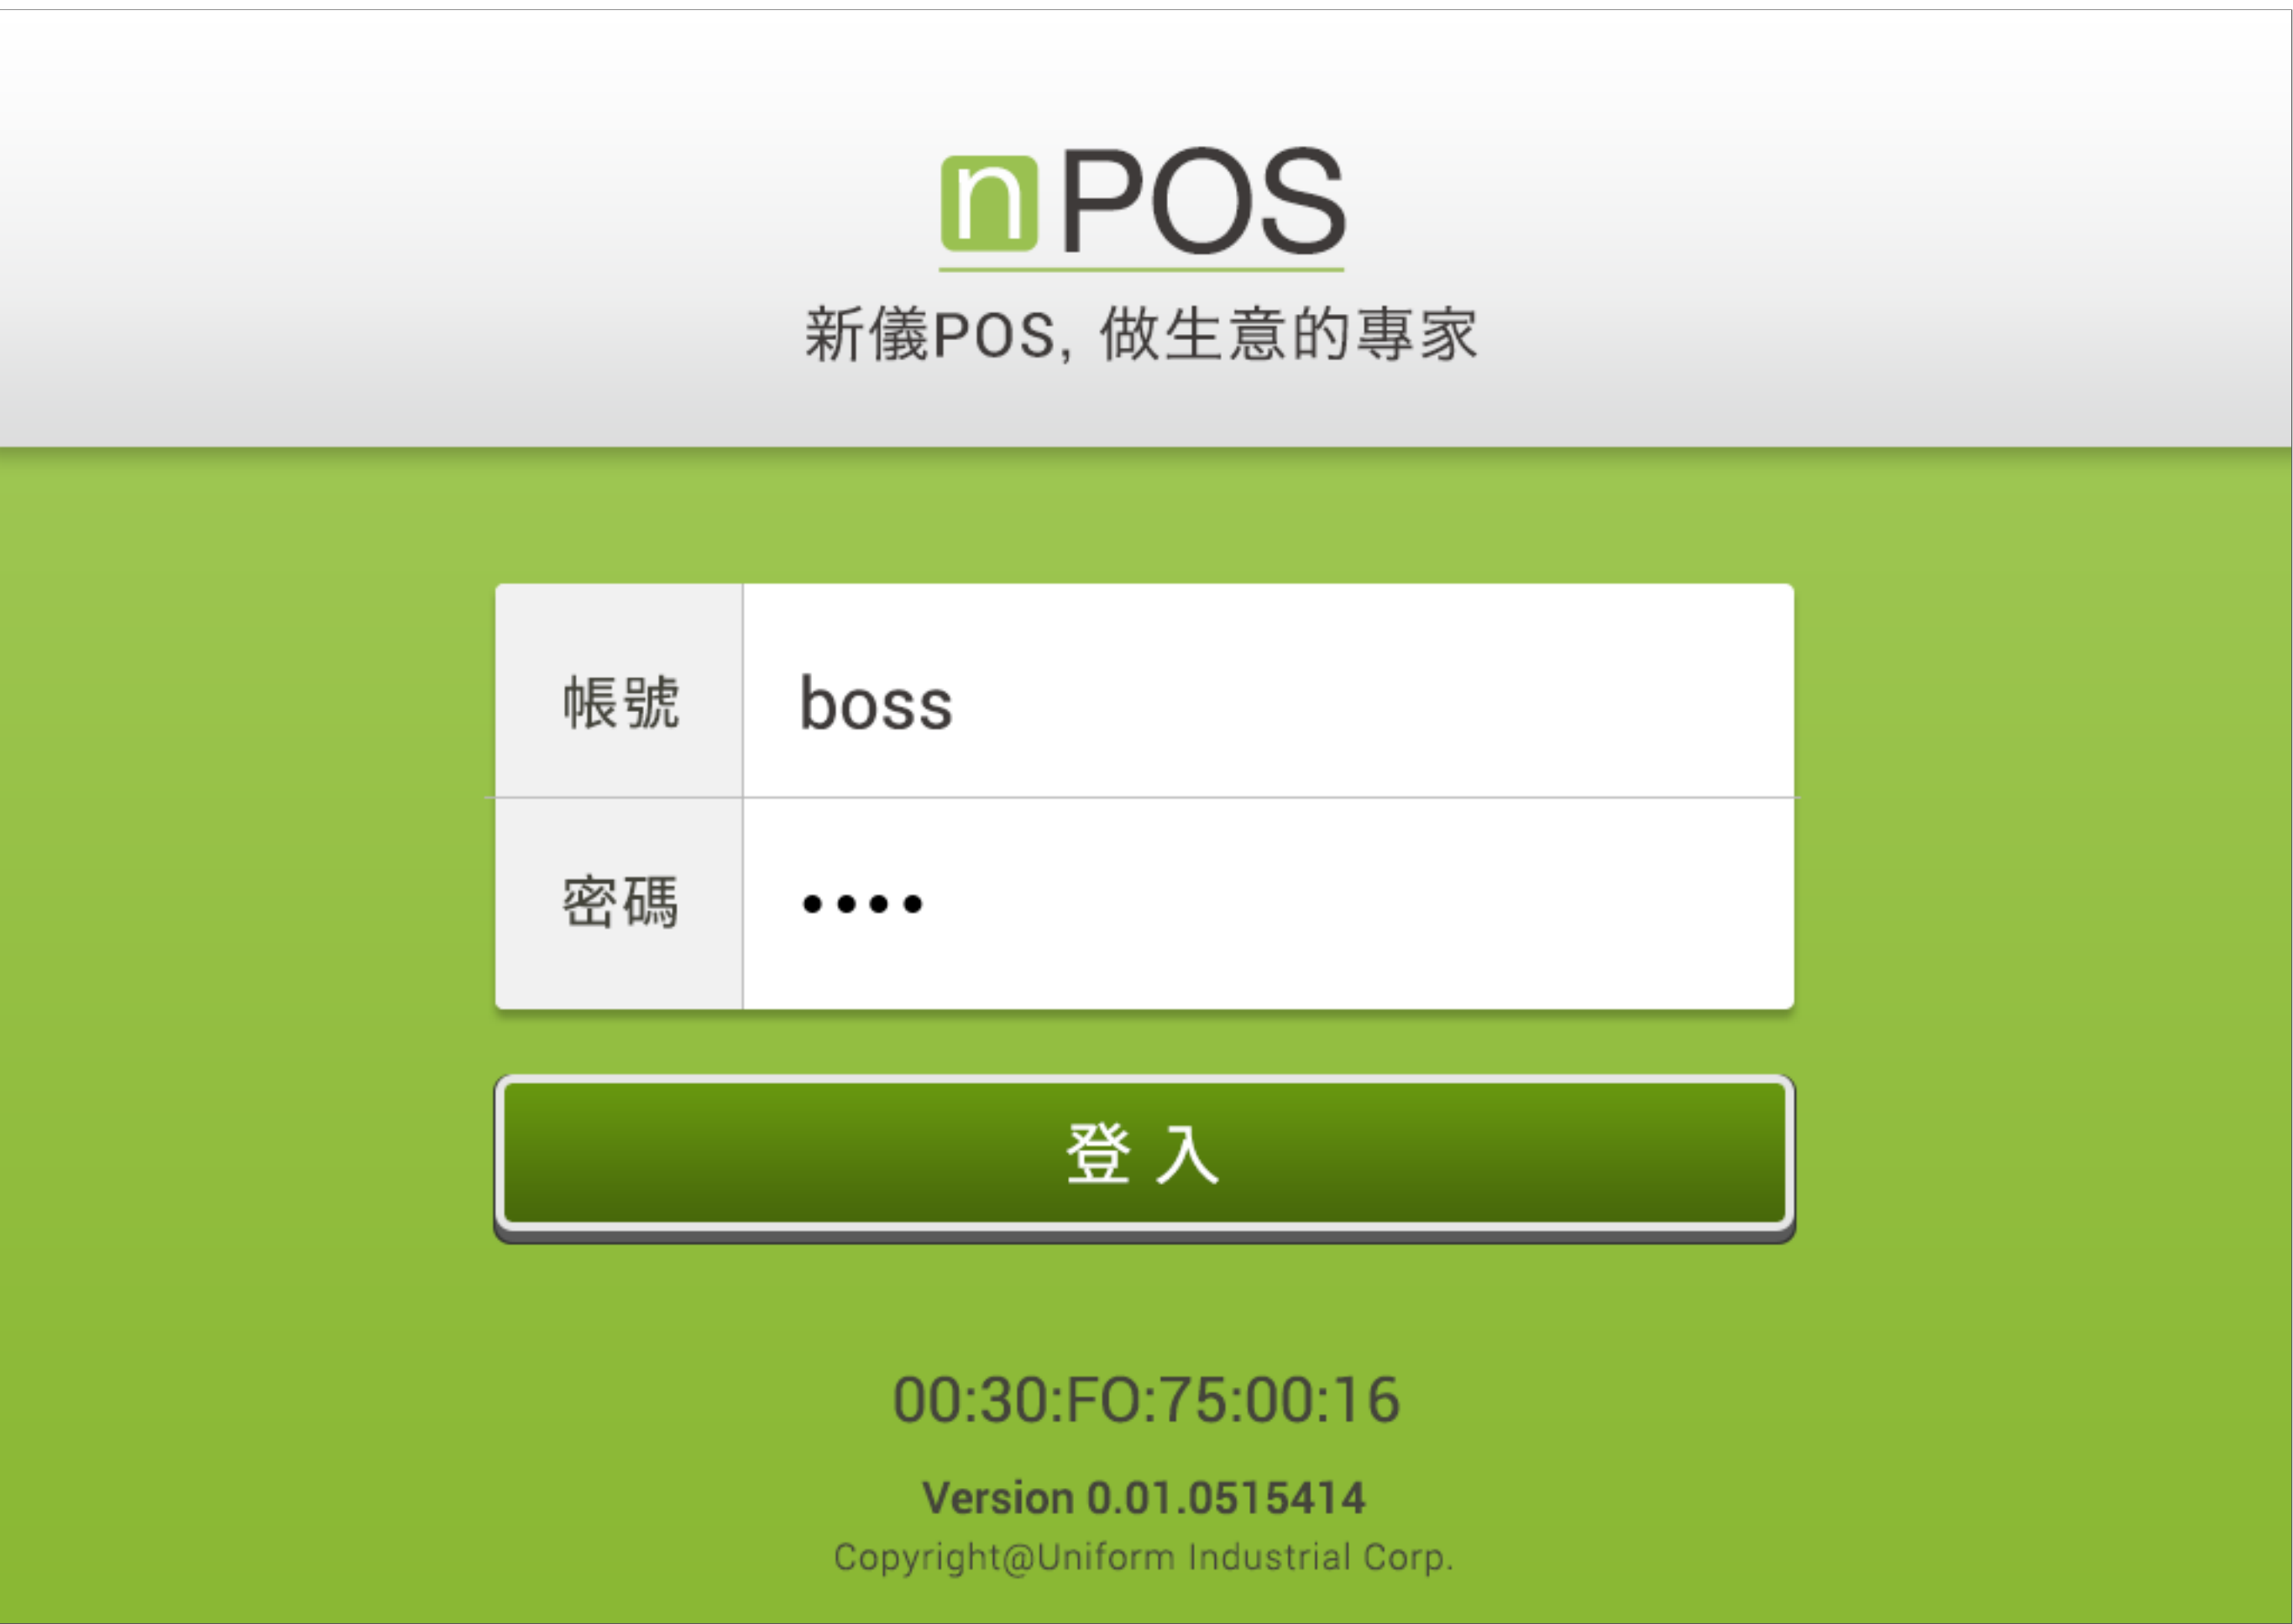 nPOS
新儀POS, 做生意的專家
帳號 boss
密碼 ••••
登入
00:30:FO:75:00:16
Version 0.01.0515414
Copyright@Uniform Industrial Corp.